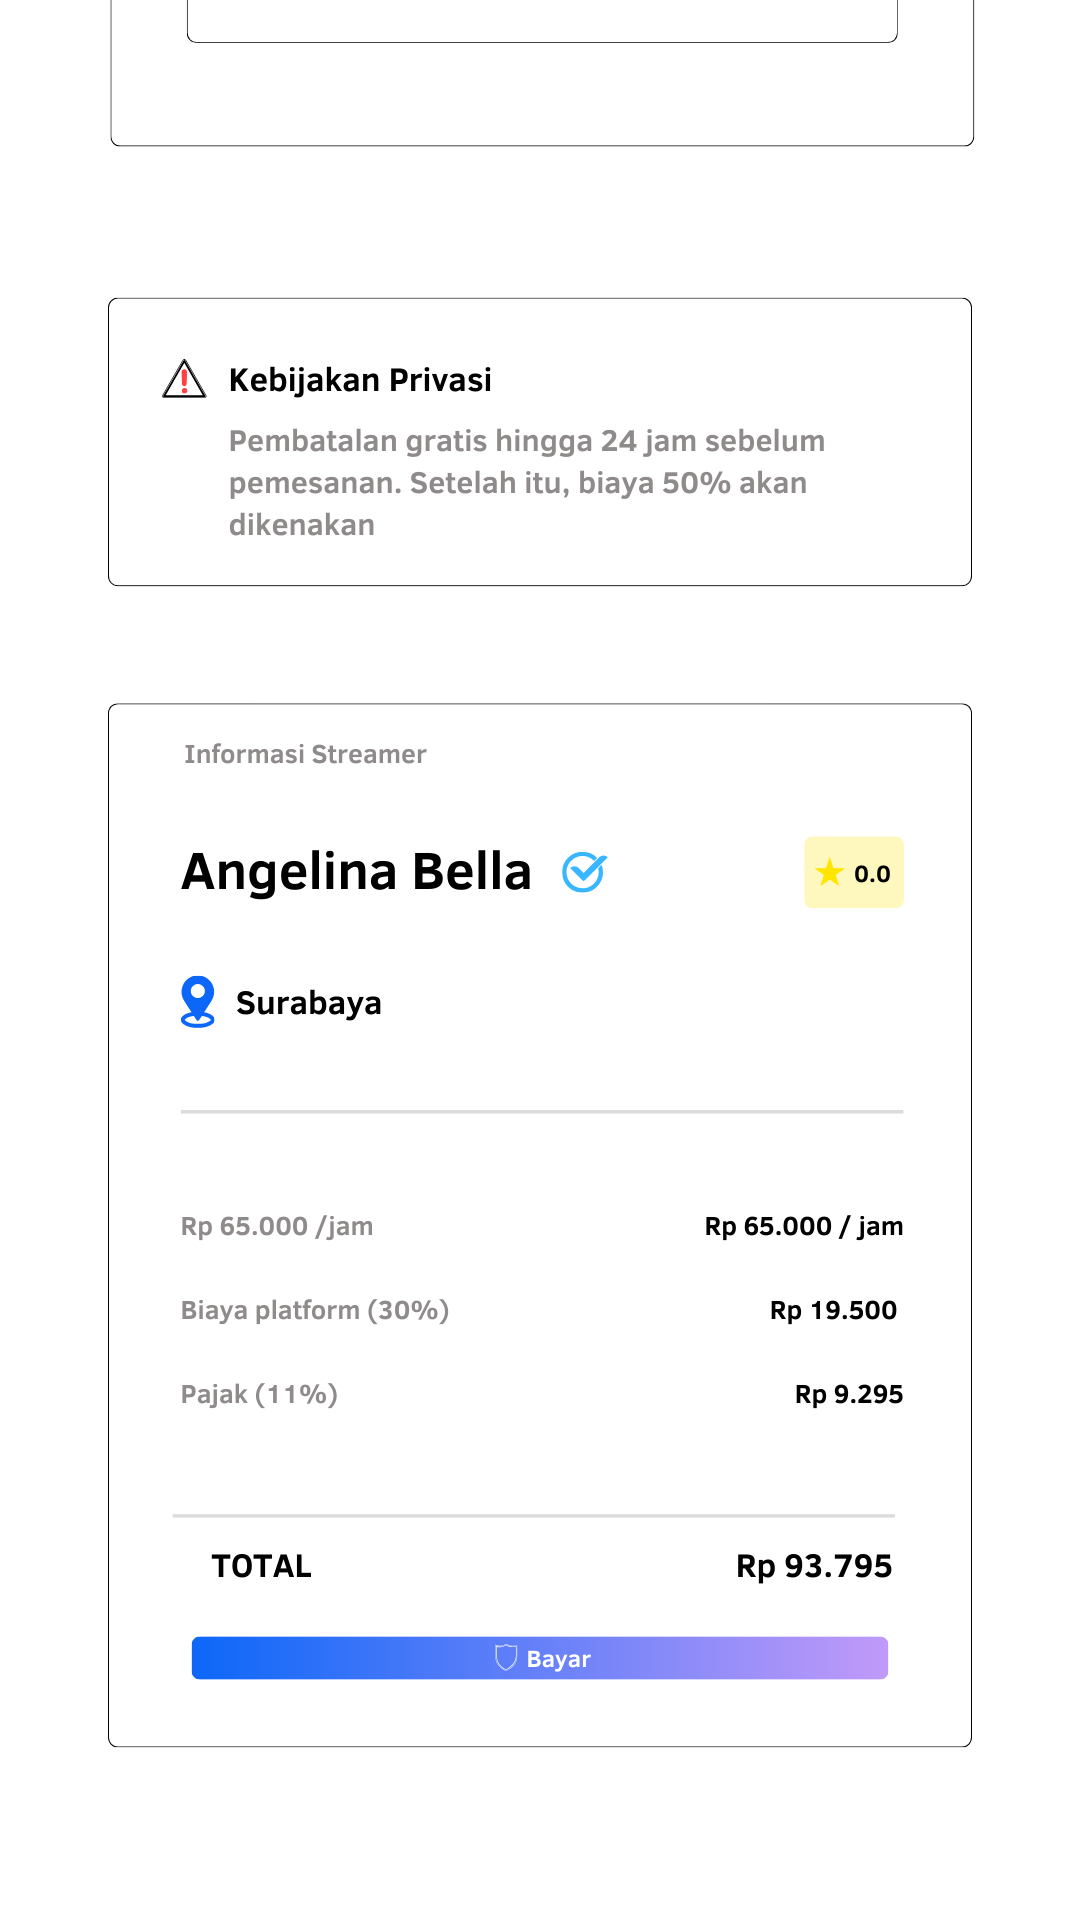 Kebijakan Privasi
Pembatalan gratis hingga 24 jam sebelum
pemesanan. Setelah itu, biaya 50% akan
dikenakan
Informasi Streamer
Angelina Bella
0.0
Surabaya
Rp 65.000 /jam Rp 65.000 / jam
Biaya platform (30%) Rp 19.500
Pajak (11%) Rp 9.295
TOTAL Rp 93.795
Bayar